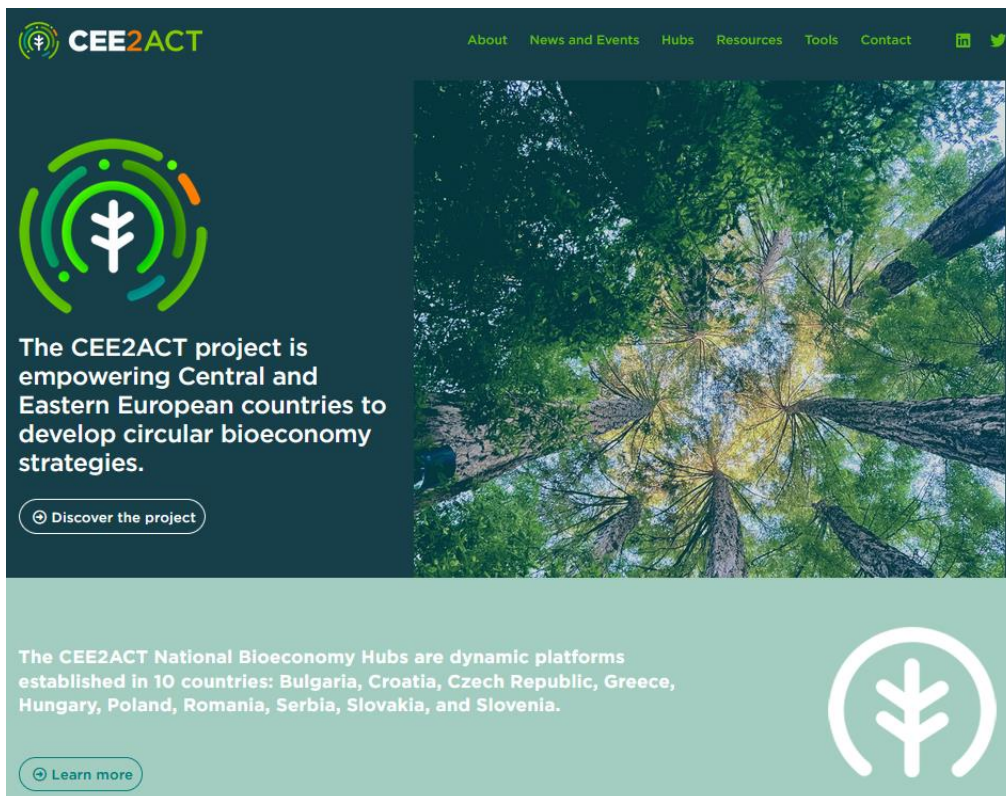 CEE2ACT
About News and Events Hubs Resources Tools Contact
in
The CEE2ACT project is
empowering Central and
Eastern European countries to
develop circular bioeconomy
strategies.
Discover the project
The CEE2ACT National Bioeconomy Hubs are dynamic platforms
established in 10 countries: Bulgaria, Croatia, Czech Republic, Greece,
Hungary, Poland, Romania, Serbia, Slovakia, and Slovenia.
Learn more